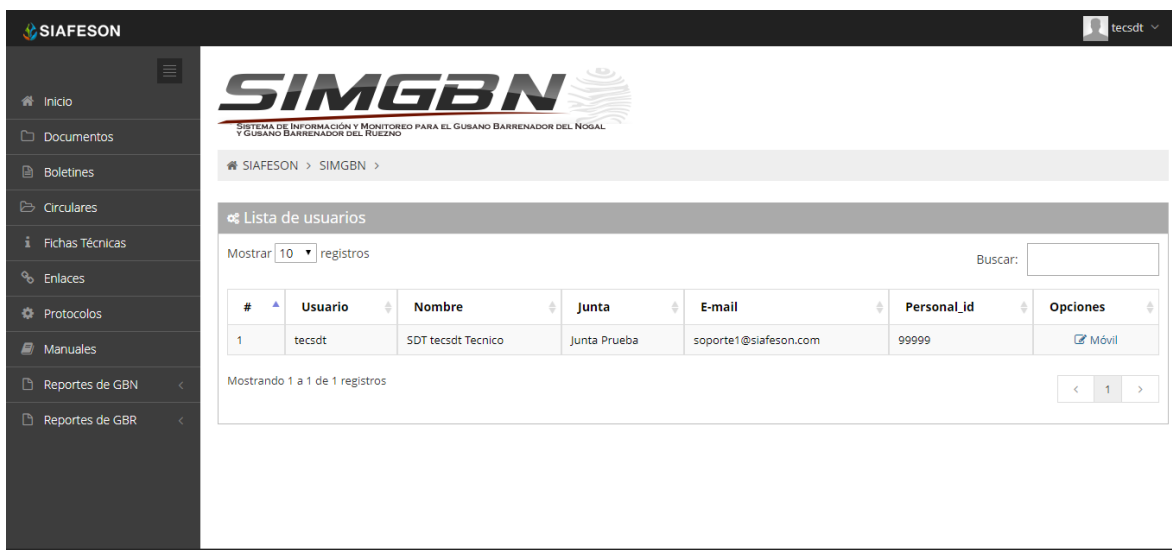 SIAFESON
tecsdt
SIMGBN
SISTEMA DE INFORMACIÓN Y MONITOREO PARA EL GUSANO BARRENADOR DEL NOGAL
Y GUSANO BARRENADOR DEL RUEZNO
Inicio
Documentos
Boletines
Circulares
Fichas Técnicas
Enlaces
Protocolos
Manuales
Reportes de GBN <
Reportes de GBR <
SIAFESON > SIMGBN >
Lista de usuarios
Mostrar 10 registros
Buscar:
# Usuario Nombre Junta E-mail Personal_id Opciones
1 tecsdt SDT tecsdt Tecnico Junta Prueba soporte1@siafeson.com 99999 Móvil
Mostrando 1 a 1 de 1 registros
< 1 >